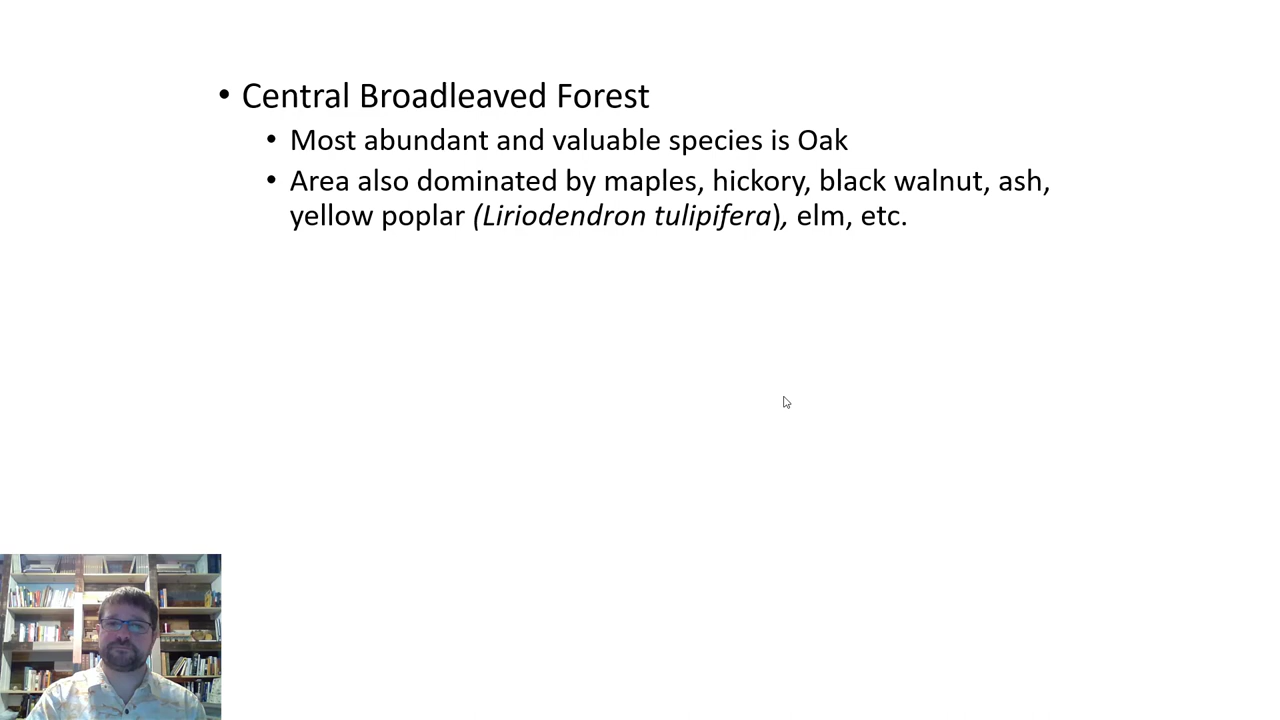 • Central Broadleaved Forest
• Most abundant and valuable species is Oak
• Area also dominated by maples, hickory, black walnut, ash,
yellow poplar (Liriodendron tulipifera), elm, etc.